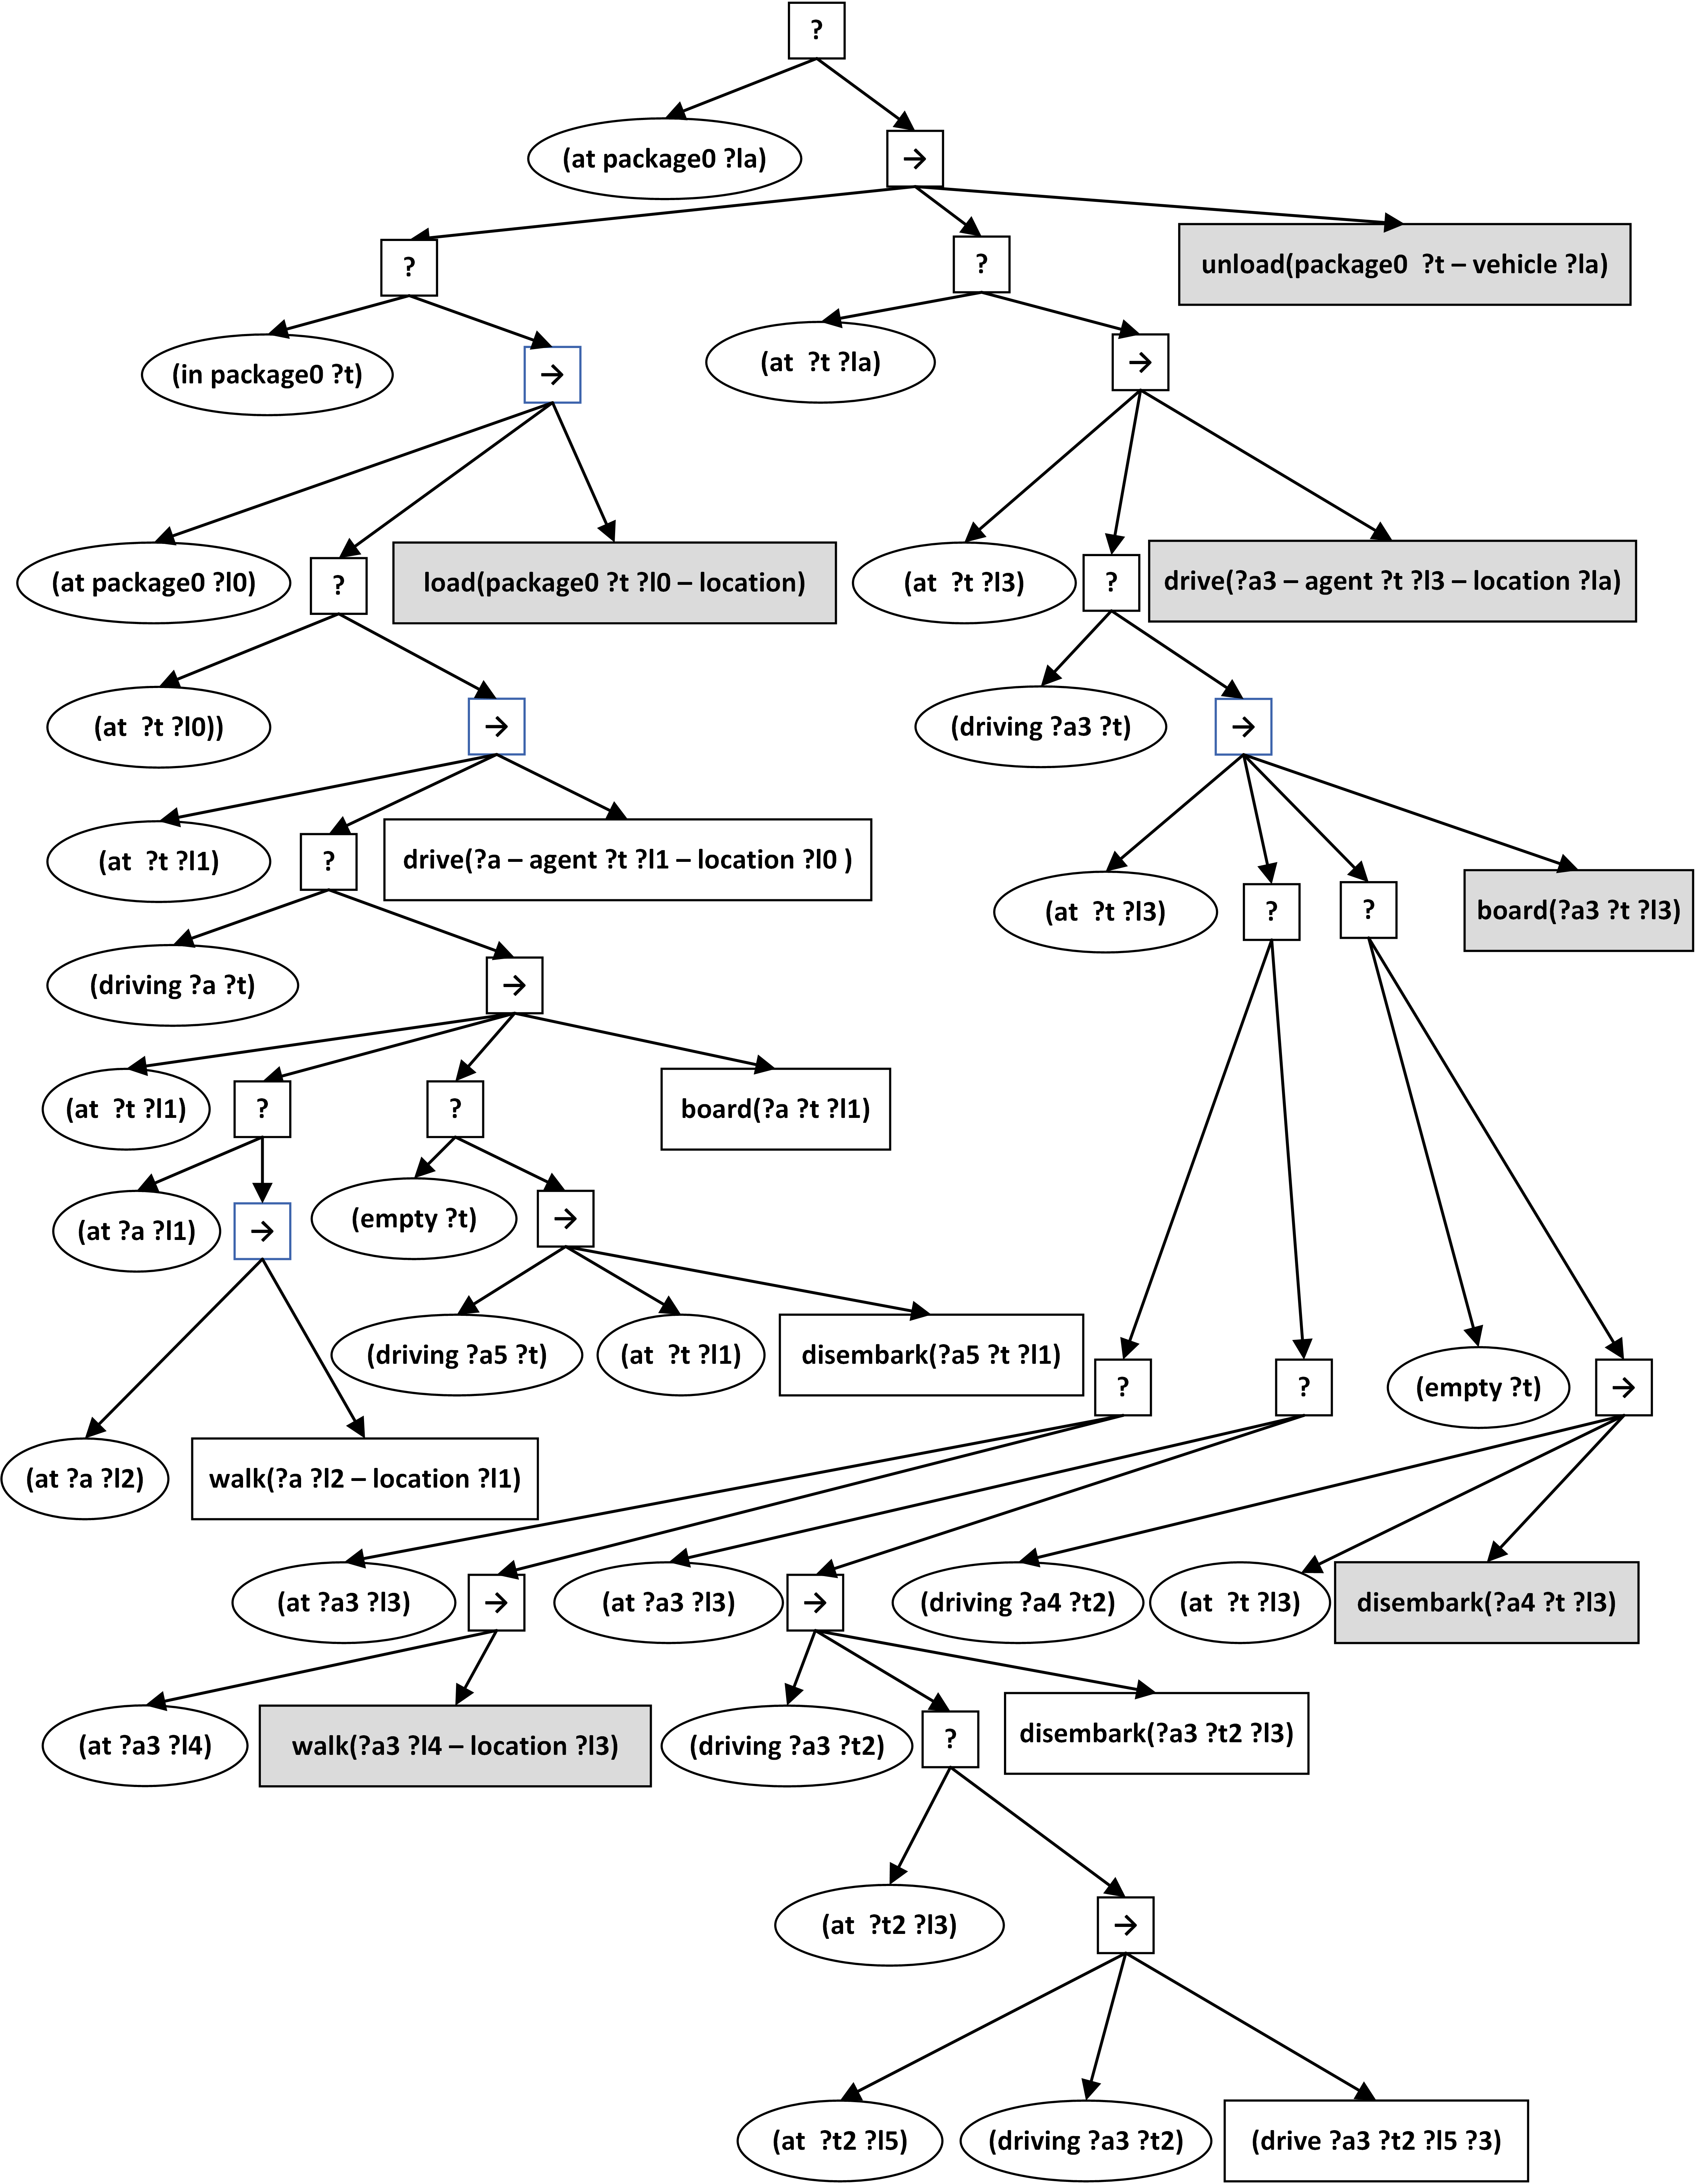 ?
(at package0 ?la)
→
?
?
unload(package0 ?t – vehicle ?la)
(in package0 ?t)
→
(at ?t ?la)
→
(at package0 ?l0)
?
load(package0 ?t ?l0 – location)
(at ?t ?l3)
?
drive(?a3 – agent ?t ?l3 – location ?la)
(at ?t ?l0))
→
(driving ?a3 ?t)
→
(at ?t ?l1)
?
drive(?a – agent ?t ?l1 – location ?l0 )
(at ?t ?l3)
?
?
board(?a3 ?t ?l3)
(driving ?a ?t)
→
(at ?t ?l1)
?
?
board(?a ?t ?l1)
(at ?a ?l1)
→
(empty ?t)
→
(driving ?a5 ?t)
(at ?t ?l1)
disembark(?a5 ?t ?l1)
?
?
(empty ?t)
→
(at ?a ?l2)
walk(?a ?l2 – location ?l1)
(at ?a3 ?l3)
→
(at ?a3 ?l3)
→
(driving ?a4 ?t2)
(at ?t ?l3)
disembark(?a4 ?t ?l3)
(at ?a3 ?l4)
walk(?a3 ?l4 – location ?l3)
(driving ?a3 ?t2)
?
disembark(?a3 ?t2 ?l3)
(at ?t2 ?l3)
→
(at ?t2 ?l5)
(driving ?a3 ?t2)
(drive ?a3 ?t2 ?l5 ?3)